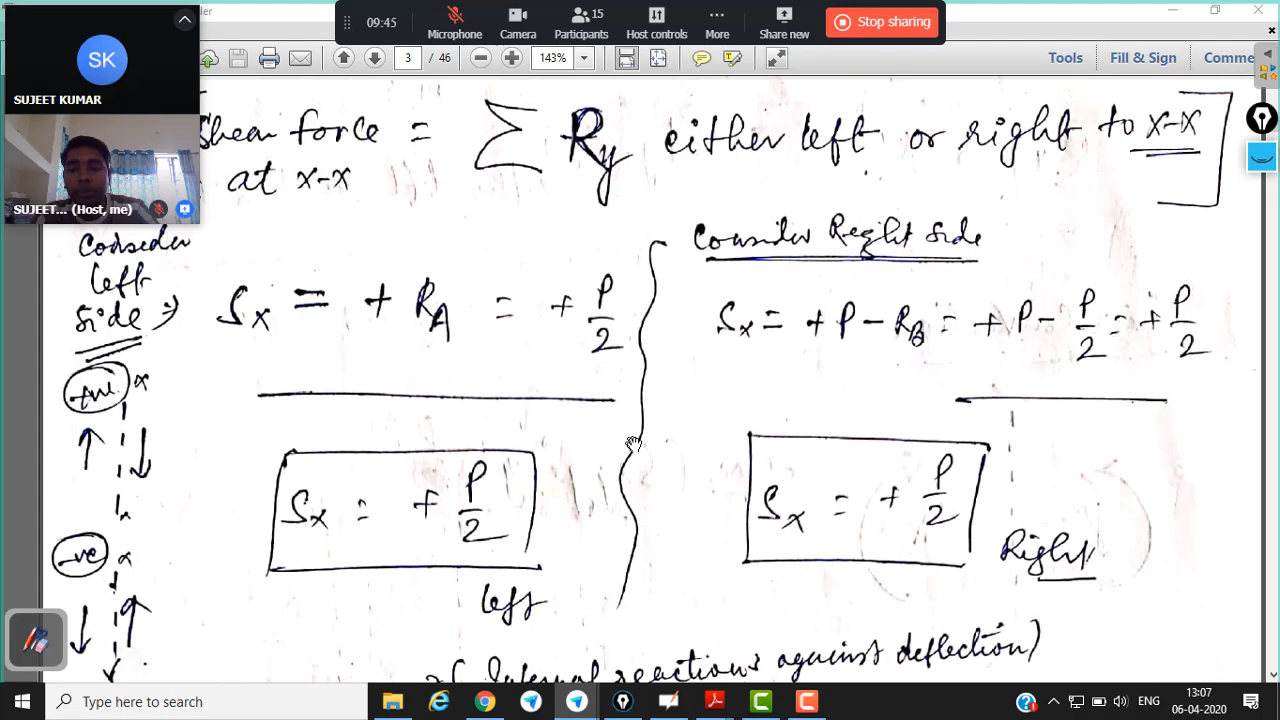 09:45
Microphone
Camera
15
Participants
Host controls
More
Share new
Stop sharing
SK
SUJEET KUMAR
SUJEET... (Host, me)
3 / 46
143%
Tools
Fill & Sign
Comme
Shear force = Σ Ry either left or right to x-x
at x-x
Consider
left
side ⇒
Sx = + RA = + P/2
Consider Right Side
Sx = + P - RB = + P - P/2 = + P/2
+ve x
x
-ve x
Sx = + P/2
left
Sx = + P/2
Right
of Internal reactions against deflection)
Type here to search
ENG
13:07
06-04-2020